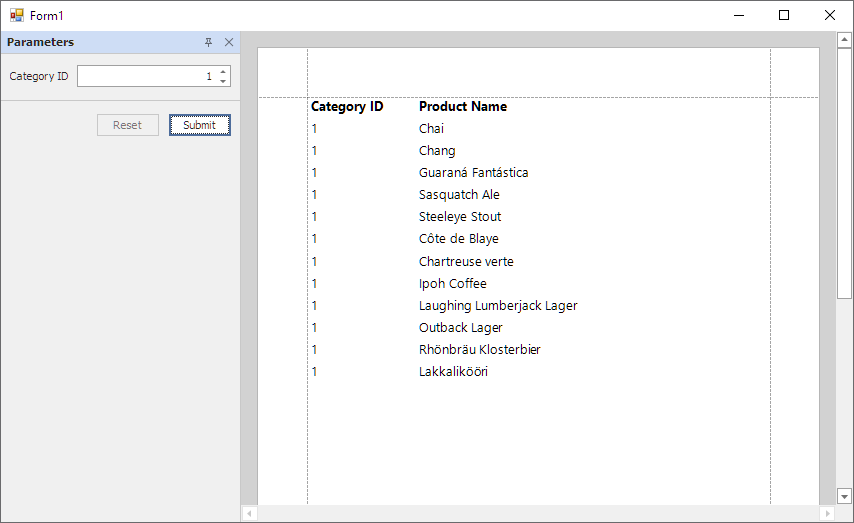 Form1
Parameters
Category ID 1
Reset Submit
Category ID Product Name
1 Chai
1 Chang
1 Guaraná Fantástica
1 Sasquatch Ale
1 Steeleye Stout
1 Côte de Blaye
1 Chartreuse verte
1 Ipoh Coffee
1 Laughing Lumberjack Lager
1 Outback Lager
1 Rhönbräu Klosterbier
1 Lakkalikööri